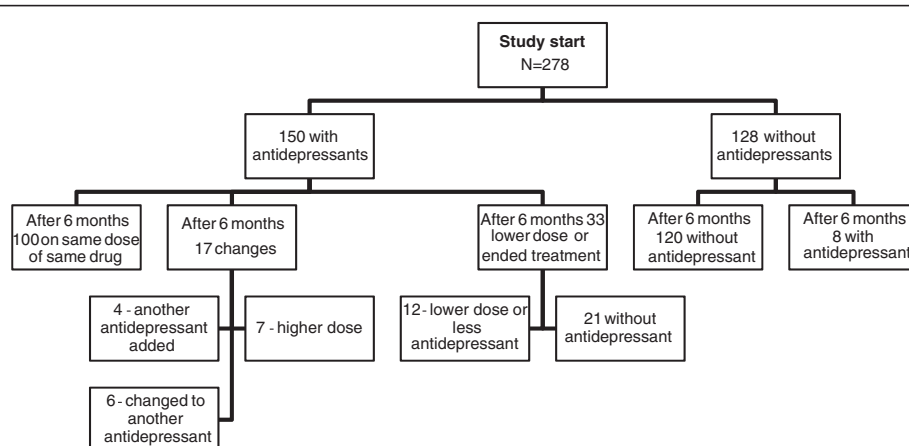 Study start
N=278
150 with
antidepressants
128 without
antidepressants
After 6 months
100 on same dose
of same drug
After 6 months
17 changes
After 6 months 33
lower dose or
ended treatment
After 6 months
120 without
antidepressant
After 6 months
8 with
antidepressant
4 - another
antidepressant
added
7 - higher dose
12- lower dose or
less
antidepressant
21 without
antidepressant
6 - changed to
another
antidepressant